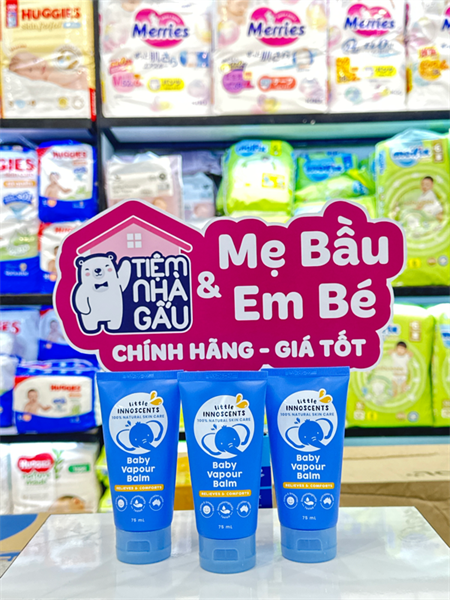 HUGGIES
Merries
Merries
Merries
HUGGIES
TIỆM
NHÀ
GẤU
&
Mẹ Bầu
Em Bé
CHÍNH HÃNG - GIÁ TỐT
HUGGIES
little
INNOSCENTS
100% NATURAL SKIN CARE
Baby
Vapour
Balm
RELIEVES & COMFORTS
75 mL
little
INNOSCENTS
100% NATURAL SKIN CARE
Baby
Vapour
Balm
RELIEVES & COMFORTS
75 mL
little
INNOSCENTS
100% NATURAL SKIN CARE
Baby
Vapour
Balm
RELIEVES & COMFORTS
75 mL